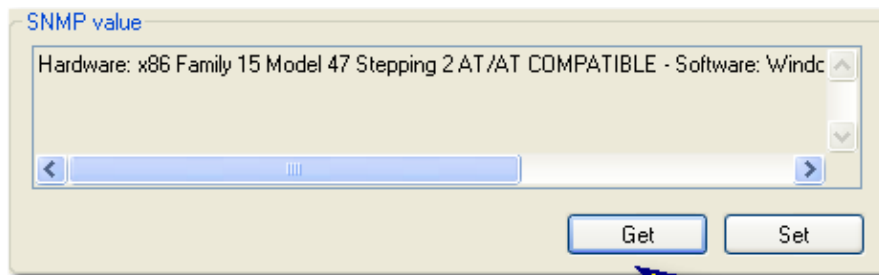 SNMP value
Hardware: x86 Family 15 Model 47 Stepping 2 AT/AT COMPATIBLE - Software: Windc
Get
Set